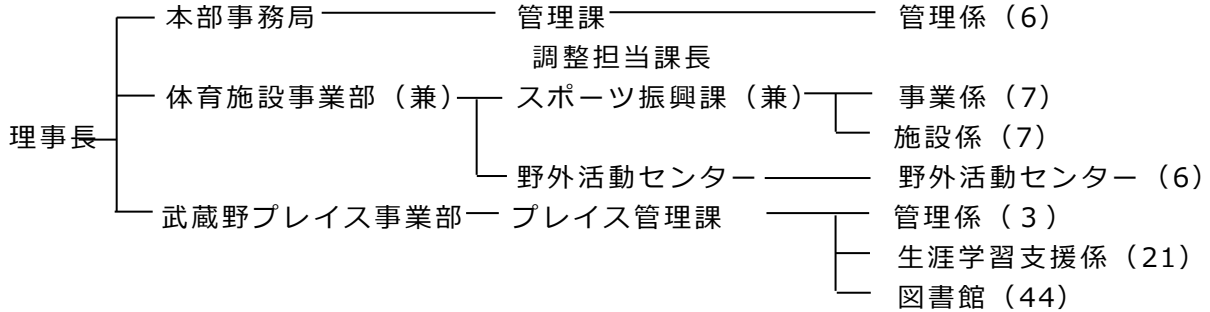 本部事務局 管理課 管理係（6）
調整担当課長
体育施設事業部（兼） スポーツ振興課（兼） 事業係（7）
理事長 施設係（7）
野外活動センター 野外活動センター（6）
武蔵野プレイス事業部 プレイス管理課 管理係（３）
生涯学習支援係（21）
図書館（44）